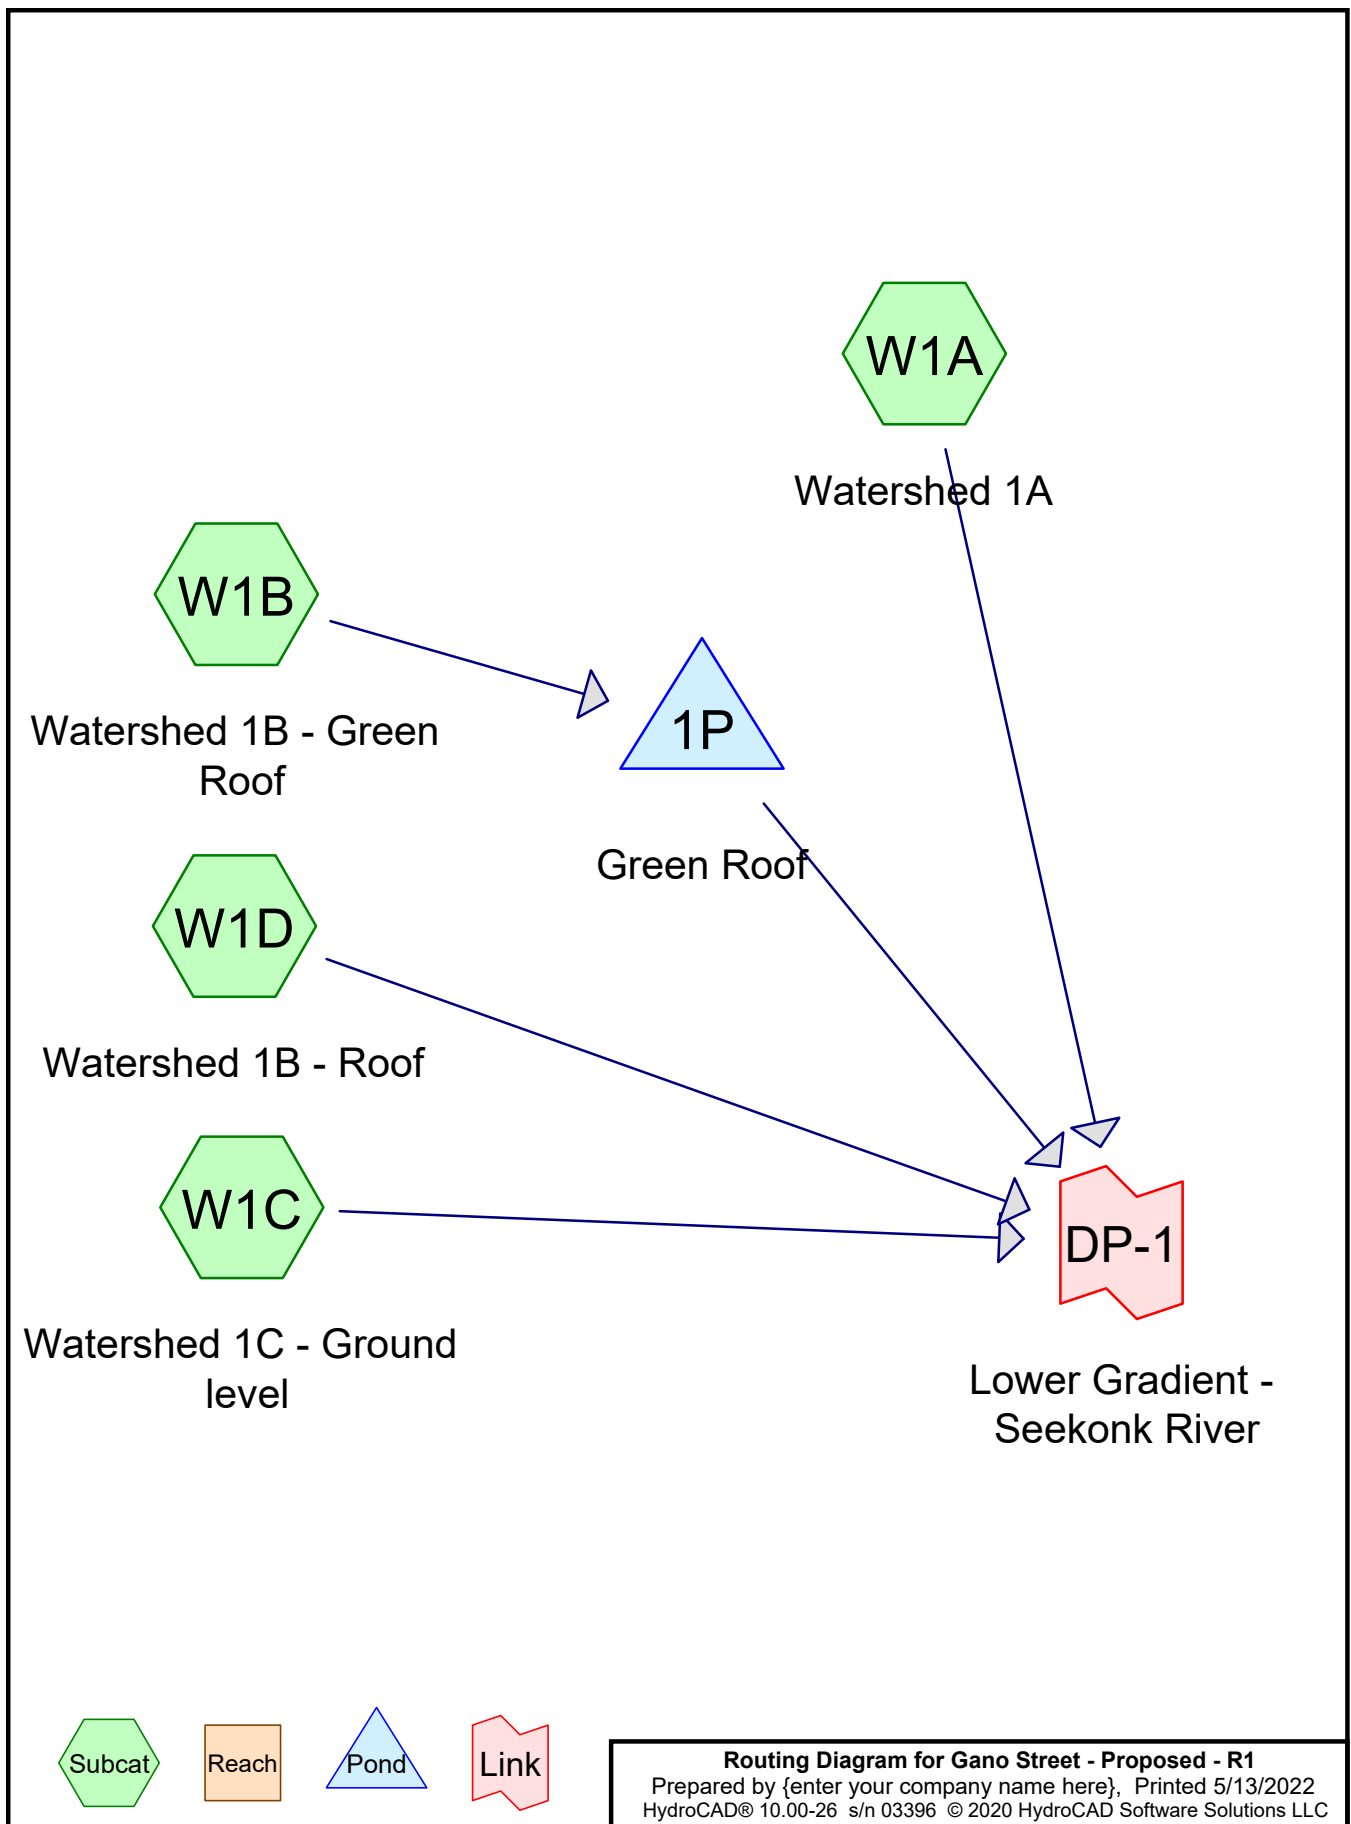 W1A
Watershed 1A
W1B
Watershed 1B - Green
Roof
1P
Green Roof
W1D
Watershed 1B - Roof
W1C
Watershed 1C - Ground
level
DP-1
Lower Gradient -
Seekonk River
Subcat
Reach
Pond
Link
Routing Diagram for Gano Street - Proposed - R1
Prepared by {enter your company name here}, Printed 5/13/2022
HydroCAD® 10.00-26 s/n 03396 © 2020 HydroCAD Software Solutions LLC